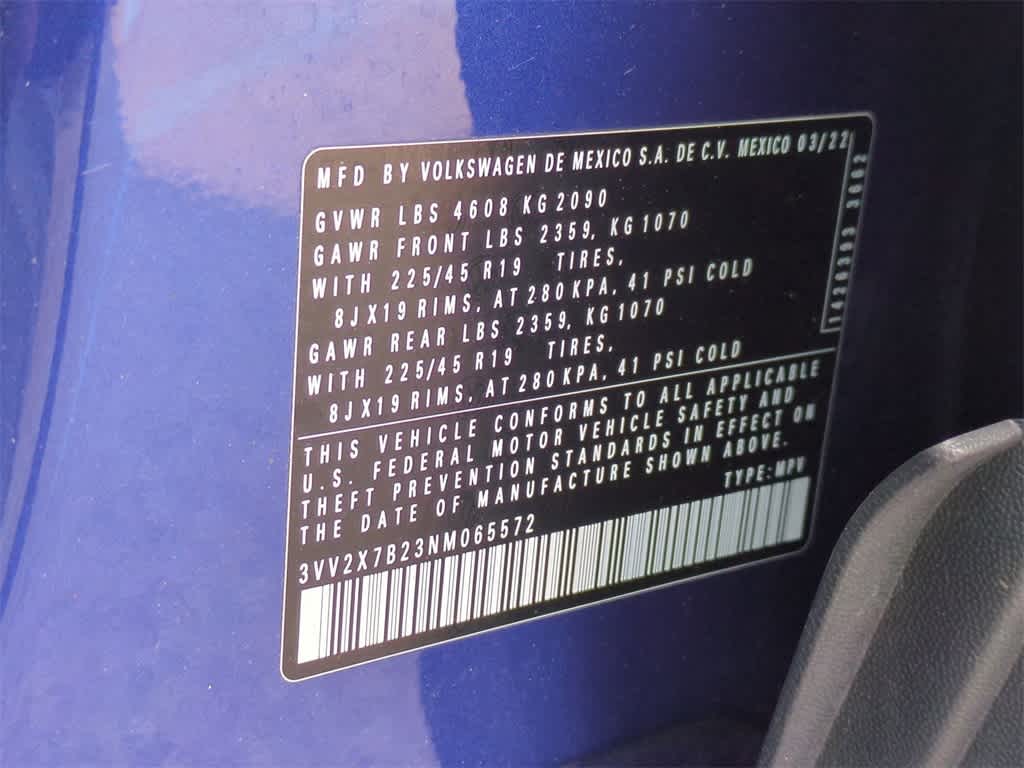 MFD BY VOLKSWAGEN DE MEXICO S.A. DE C.V. MEXICO 03/22
GVWR LBS 4608 KG 2090
GAWR FRONT LBS 2359, KG 1070
WITH 225/45 R19 TIRES,
8JX19 RIMS, AT 280 KPA, 41 PSI COLD
GAWR REAR LBS 2359, KG 1070
WITH 225/45 R19 TIRES,
8JX19 RIMS, AT 280 KPA, 41 PSI COLD
THIS VEHICLE CONFORMS TO ALL APPLICABLE
U.S. FEDERAL MOTOR VEHICLE SAFETY AND
THEFT PREVENTION STANDARDS IN EFFECT ON
THE DATE OF MANUFACTURE SHOWN ABOVE.
TYPE: MPV
3VV2X7B23NM065572